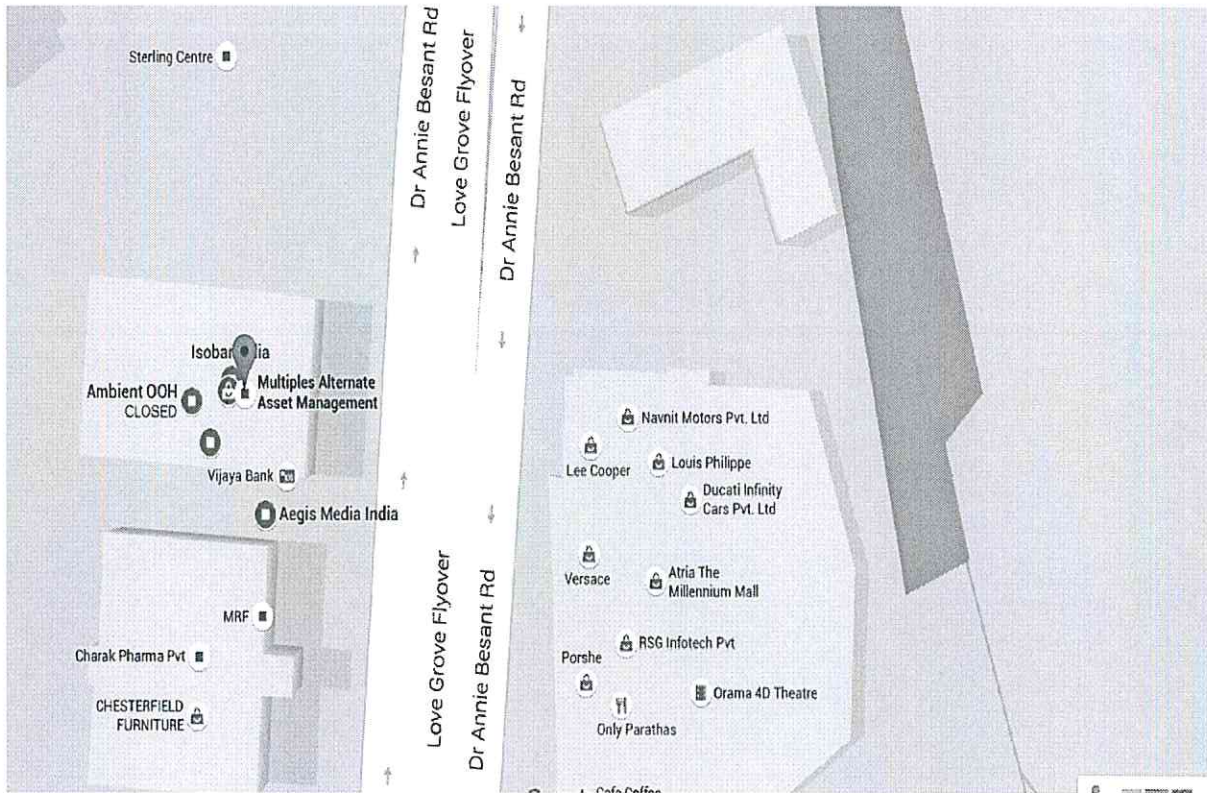 Sterling Centre
Dr Annie Besant Rd
Love Grove Flyover
Dr Annie Besant Rd
Multiples Alternate
Asset Management
Ambient OOH
CLOSED
Vijaya Bank
Aegis Media India
Navnit Motors Pvt. Ltd
Lee Cooper
Louis Philippe
Ducati Infinity
Cars Pvt. Ltd
Versace
Atria The
Millennium Mall
MRF
RSG Infotech Pvt
Charak Pharma Pvt
Porshe
Orama 4D Theatre
CHESTERFIELD
FURNITURE
Only Parathas
Love Grove Flyover
Dr Annie Besant Rd